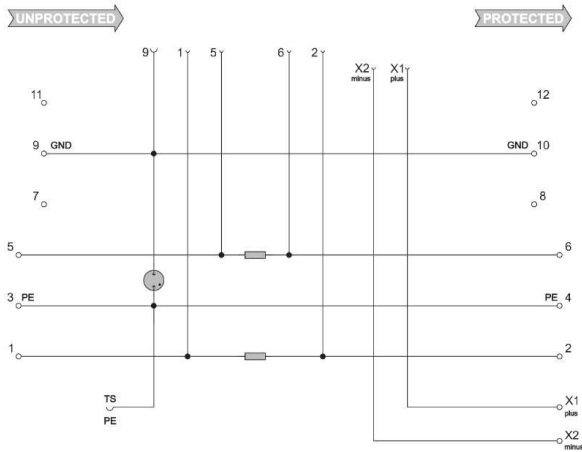 UNPROTECTED
PROTECTED
9 1 5 6 2
X2 X1
minus plus
11 12
9 GND GND 10
7 8
5 6
3 PE PE 4
1 2
TS
PE
X1
plus
X2
minus